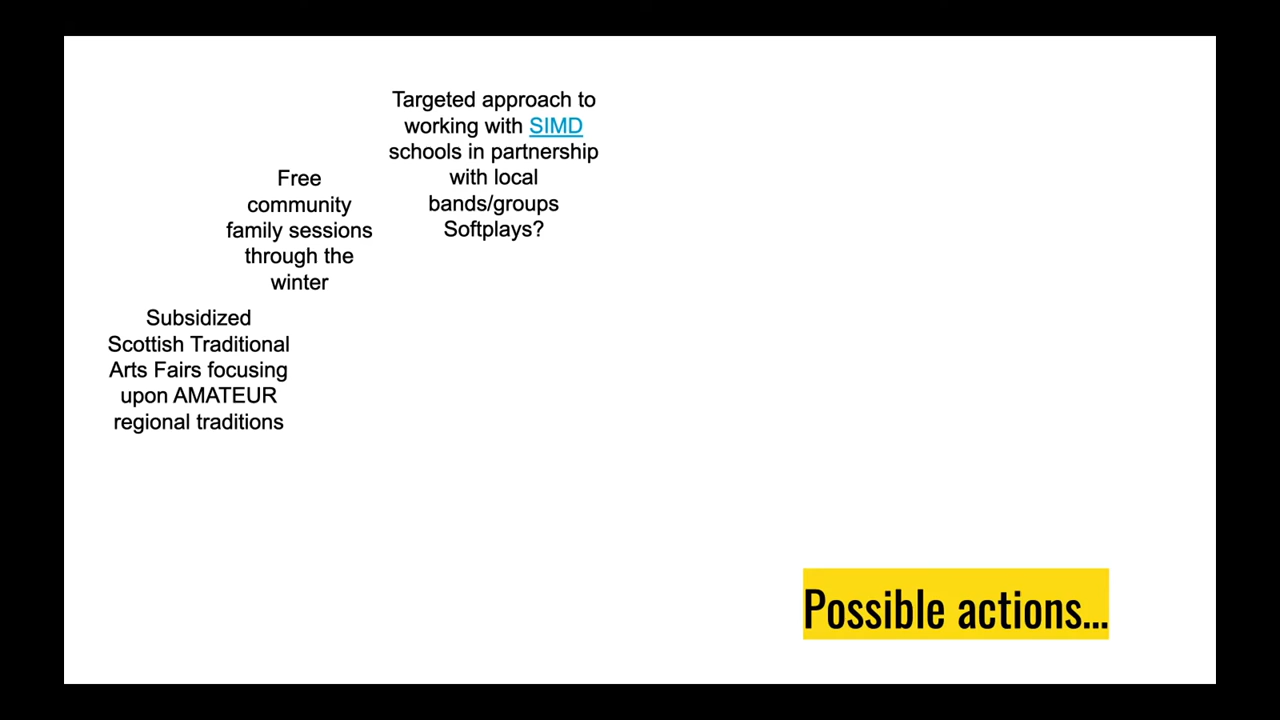 Targeted approach to
working with SIMD
schools in partnership
with local
bands/groups
Softplays?
Free
community
family sessions
through the
winter
Subsidized
Scottish Traditional
Arts Fairs focusing
upon AMATEUR
regional traditions
Possible actions...